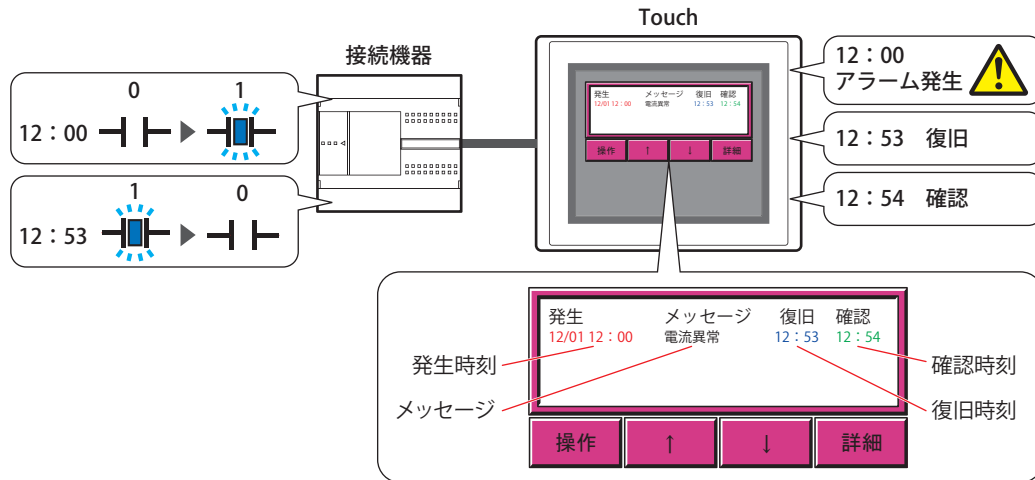 Touch
接続機器
0 1
12：00
1 0
12：53
12：00
アラーム発生
12：53 復旧
12：54 確認
発生 メッセージ 復旧 確認
12/01 12：00 電流異常 12：53 12：54
操作 ↑ ↓ 詳細
発生 メッセージ 復旧 確認
12/01 12：00 電流異常 12：53 12：54
発生時刻
メッセージ
確認時刻
復旧時刻
操作 ↑ ↓ 詳細